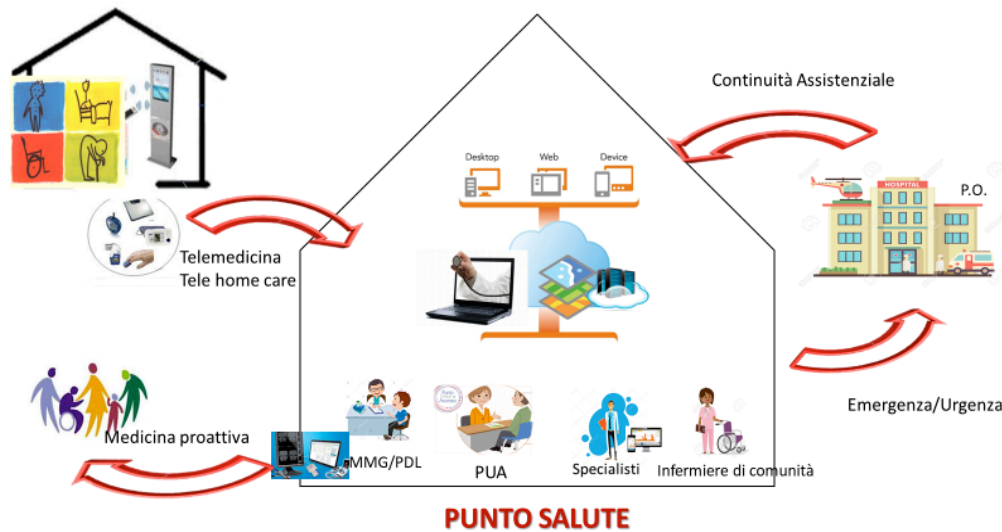 Continuità Assistenziale
Desktop
Web
Device
HOSPITAL
P.O.
Telemedicina
Tele home care
Emergenza/Urgenza
Medicina proattiva
MMG/PDL
PUA
Specialisti
Infermiere di comunità
PUNTO SALUTE